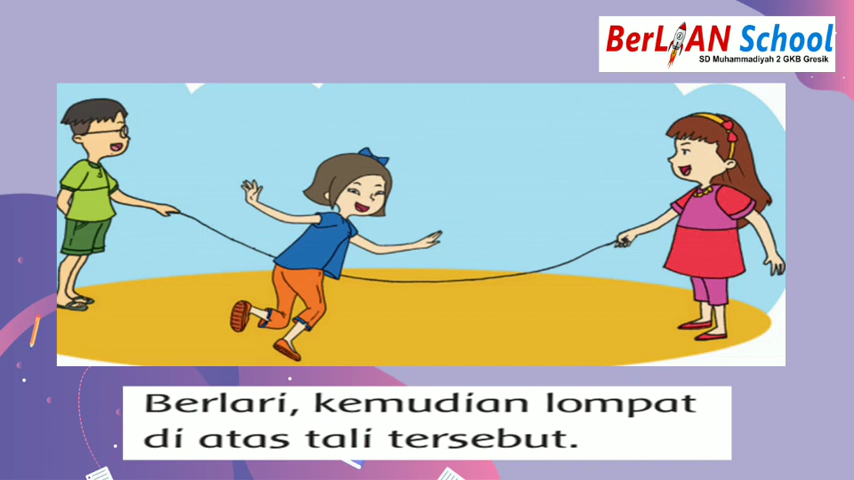 BerLIAN School
SD Muhammadiyah 2 GKB Gresik
Berlari, kemudian lompat
di atas tali tersebut.